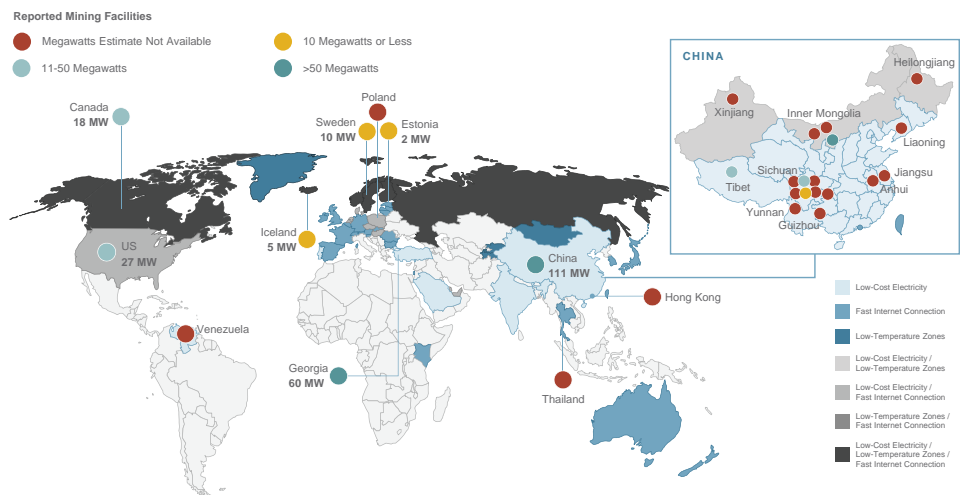 Reported Mining Facilities
Megawatts Estimate Not Available
10 Megawatts or Less
11-50 Megawatts
>50 Megawatts
Canada
18 MW
Poland
Sweden
10 MW
Estonia
2 MW
Iceland
5 MW
US
27 MW
China
111 MW
Venezuela
Georgia
60 MW
Hong Kong
Thailand
CHINA
Heilongjiang
Xinjiang
Inner Mongolia
Liaoning
Sichuan
Jiangsu
Tibet
Anhui
Yunnan
Guizhou
Low-Cost Electricity
Fast Internet Connection
Low-Temperature Zones
Low-Cost Electricity /
Low-Temperature Zones
Low-Cost Electricity /
Fast Internet Connection
Low-Temperature Zones /
Fast Internet Connection
Low-Cost Electricity /
Low-Temperature Zones /
Fast Internet Connection